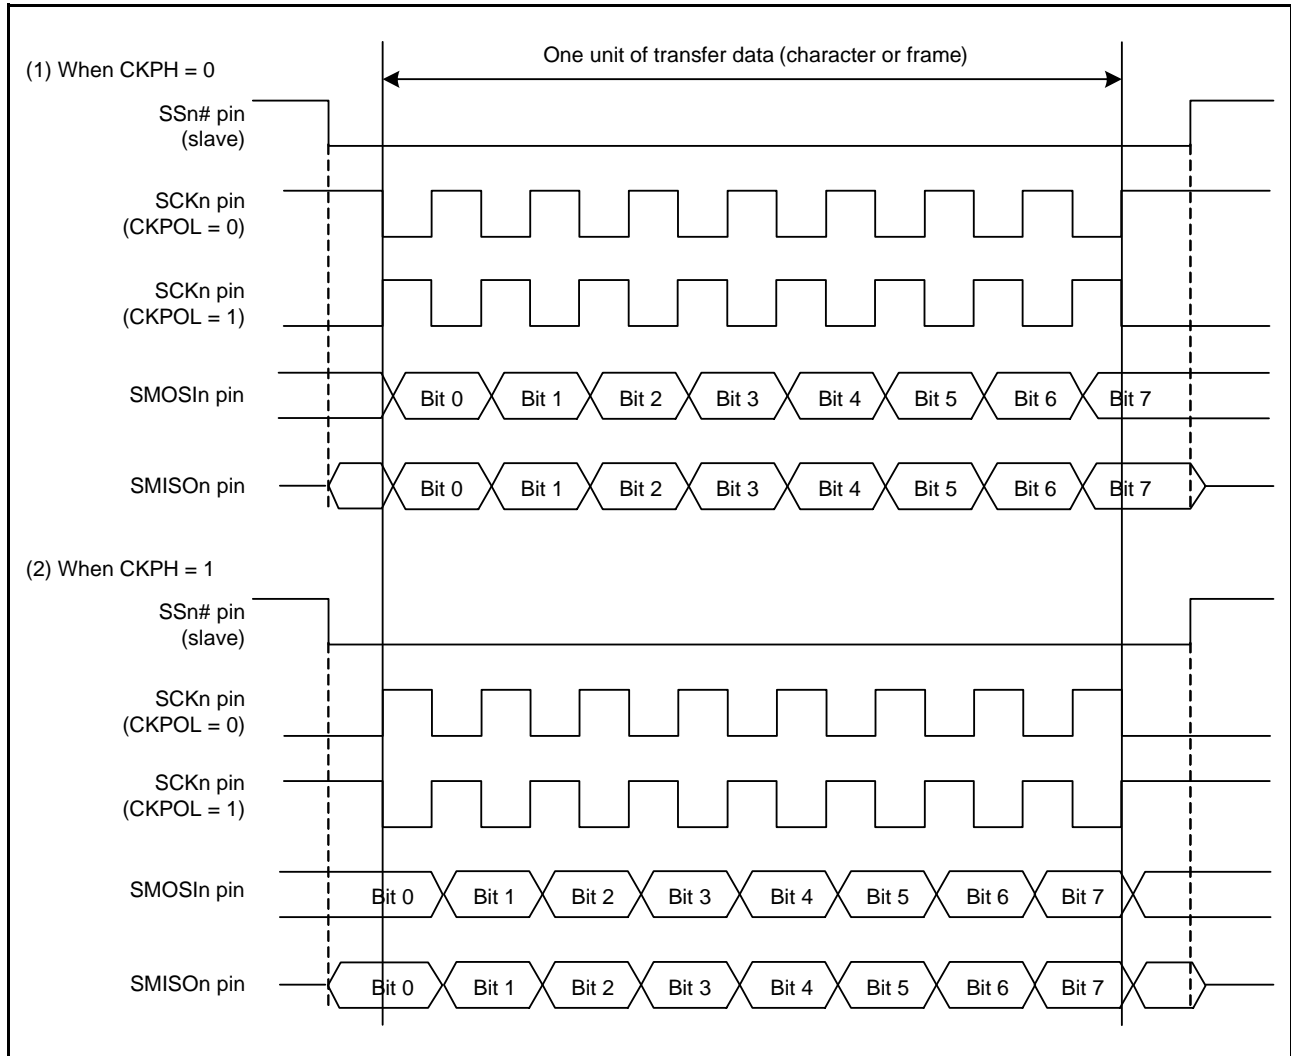 One unit of transfer data (character or frame)
(1) When CKPH = 0
SSn# pin
(slave)
SCKn pin
(CKPOL = 0)
SCKn pin
(CKPOL = 1)
SMOSIn pin
Bit 0 Bit 1 Bit 2 Bit 3 Bit 4 Bit 5 Bit 6 Bit 7
SMISOn pin
Bit 0 Bit 1 Bit 2 Bit 3 Bit 4 Bit 5 Bit 6 Bit 7
(2) When CKPH = 1
SSn# pin
(slave)
SCKn pin
(CKPOL = 0)
SCKn pin
(CKPOL = 1)
SMOSIn pin
Bit 0 Bit 1 Bit 2 Bit 3 Bit 4 Bit 5 Bit 6 Bit 7
SMISOn pin
Bit 0 Bit 1 Bit 2 Bit 3 Bit 4 Bit 5 Bit 6 Bit 7